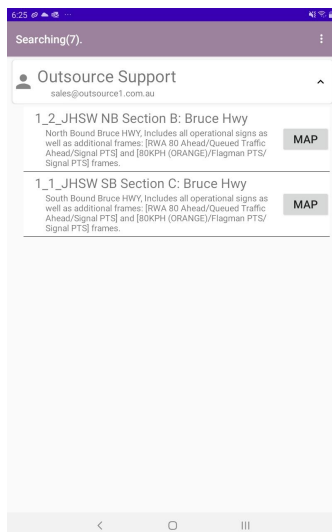 6:25
Searching(7).
Outsource Support
sales@outsource1.com.au
1_2_JHSW NB Section B: Bruce Hwy
North Bound Bruce HWY, Includes all operational signs as
well as additional frames: [RWA 80 Ahead/Queued Traffic
Ahead/Signal PTS] and [80KPH (ORANGE)/Flagman PTS/
Signal PTS] frames.
MAP
1_1_JHSW SB Section C: Bruce Hwy
South Bound Bruce HWY, Includes all operational signs as
well as additional frames: [RWA 80 Ahead/Queued Traffic
Ahead/Signal PTS] and [80KPH (ORANGE)/Flagman PTS/
Signal PTS] frames.
MAP